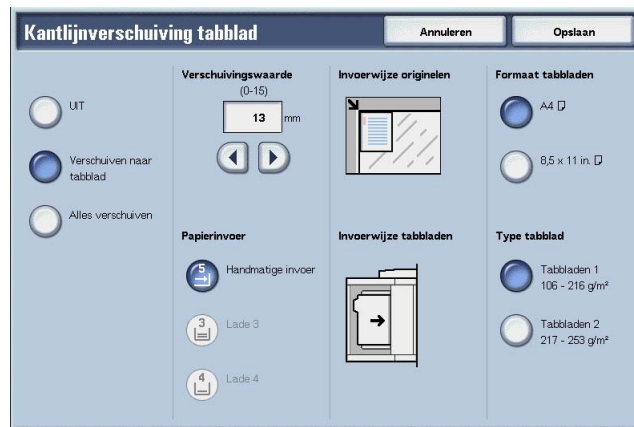 Kantlijnverschuiving tabblad
Annuleren
Opslaan
UIT
Verschuiven naar
tabblad
Alles verschuiven
Verschuivingswaarde
(0-15)
13 mm
Papierinvoer
5
Handmatige invoer
3
Lade 3
4
Lade 4
Invoerwijze originelen
Invoerwijze tabbladen
Formaat tabbladen
A4
8,5 x 11 in.
Type tabblad
Tabbladen 1
106 - 216 g/m²
Tabbladen 2
217 - 253 g/m²